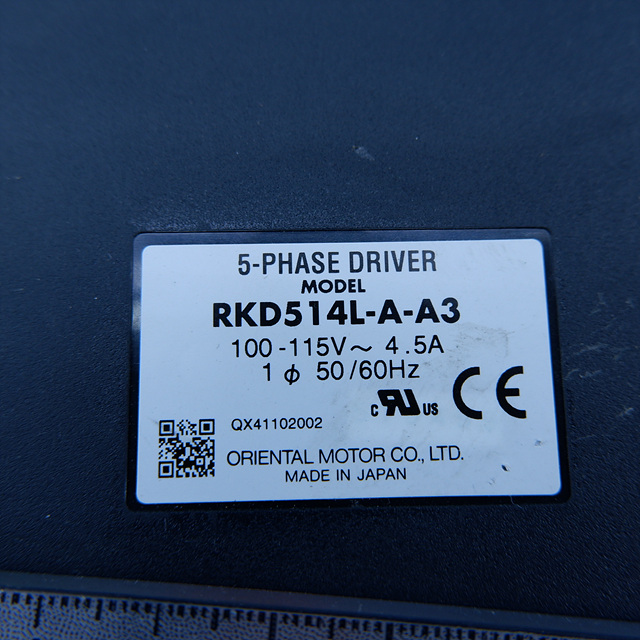 5-PHASE DRIVER
MODEL
RKD514L-A-A3
100-115V～ 4.5A
1 φ 50/60Hz
c RU US CE
QX41102002
ORIENTAL MOTOR CO., LTD.
MADE IN JAPAN